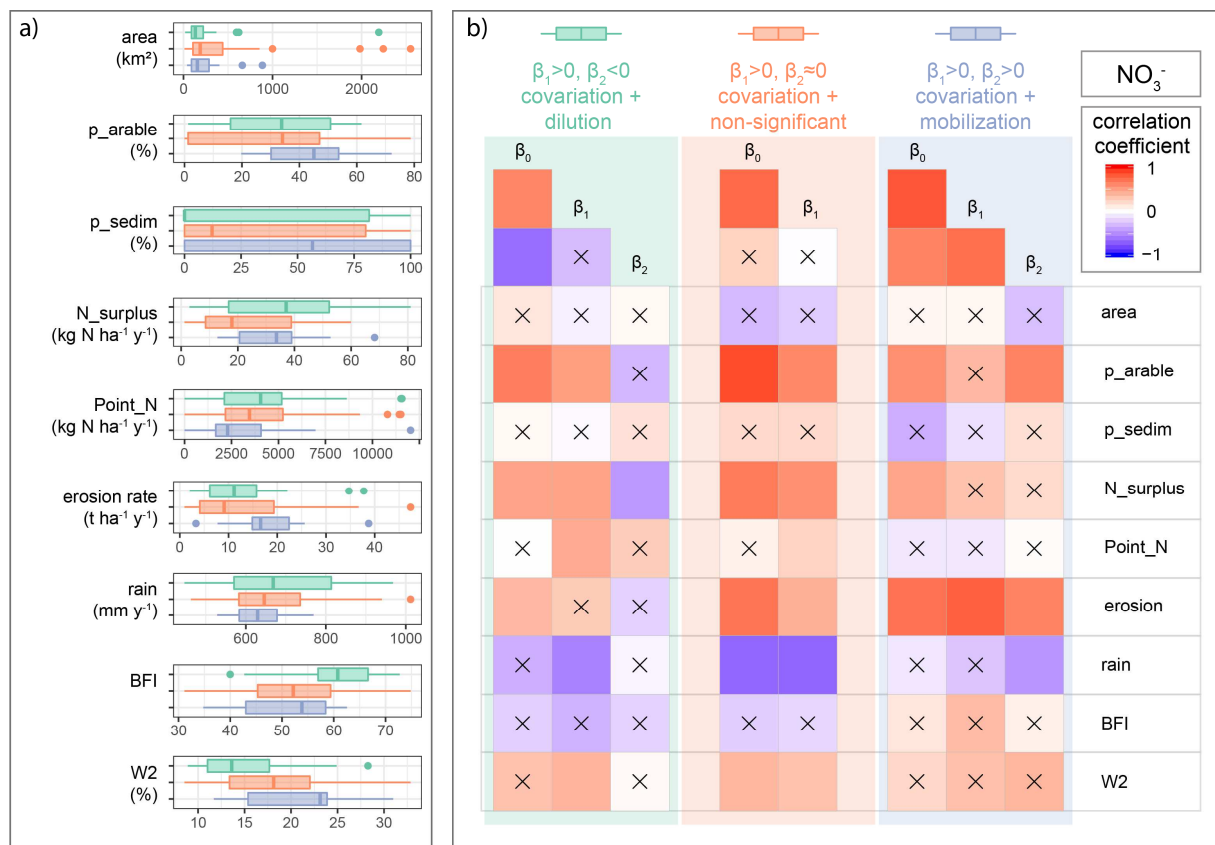 a)
area
(km²)
0
1000
2000
p_arable
(%)
0
20
40
60
80
p_sedim
(%)
0
25
50
75
100
N_surplus
(kg N ha⁻¹ y⁻¹)
0
20
40
60
80
Point_N
(kg N ha⁻¹ y⁻¹)
2500
5000
7500
10000
erosion rate
(t ha⁻¹ y⁻¹)
0
10
20
30
40
rain
(mm y⁻¹)
600
800
1000
BFI
30
40
50
60
70
W2
(%)
10
15
20
25
30
b)
β₁>0, β₂<0
covariation +
dilution
β₁>0, β₂≈0
covariation +
non-significant
β₁>0, β₂>0
covariation +
mobilization
NO₃⁻
correlation
coefficient
1
0
−1
β₀
β₁
β₂
β₀
β₁
β₀
β₁
β₂
area
p_arable
p_sedim
N_surplus
Point_N
erosion
rain
BFI
W2